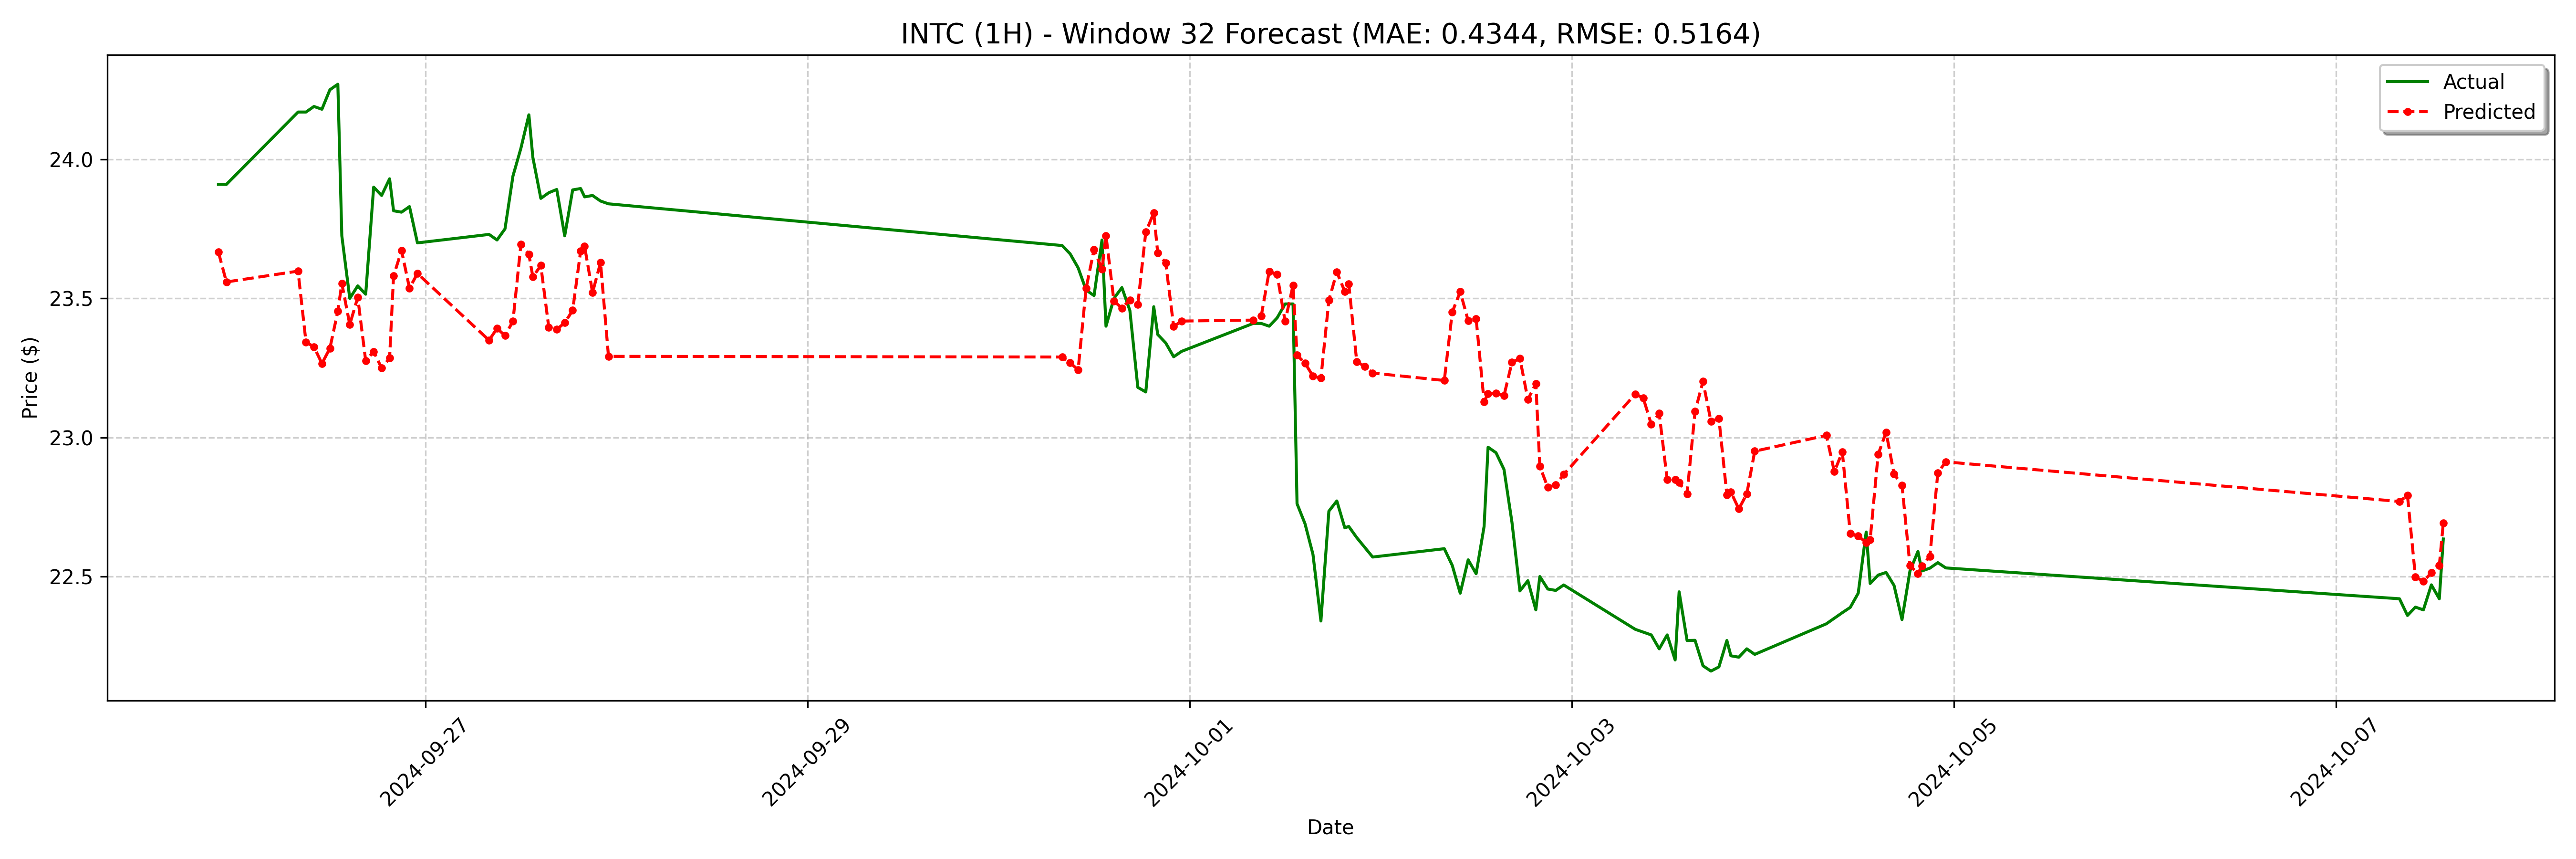 INTC (1H) - Window 32 Forecast (MAE: 0.4344, RMSE: 0.5164)
Actual
Predicted
Price ($)
24.0
23.5
23.0
22.5
2024-09-27
2024-09-29
2024-10-01
2024-10-03
2024-10-05
2024-10-07
Date